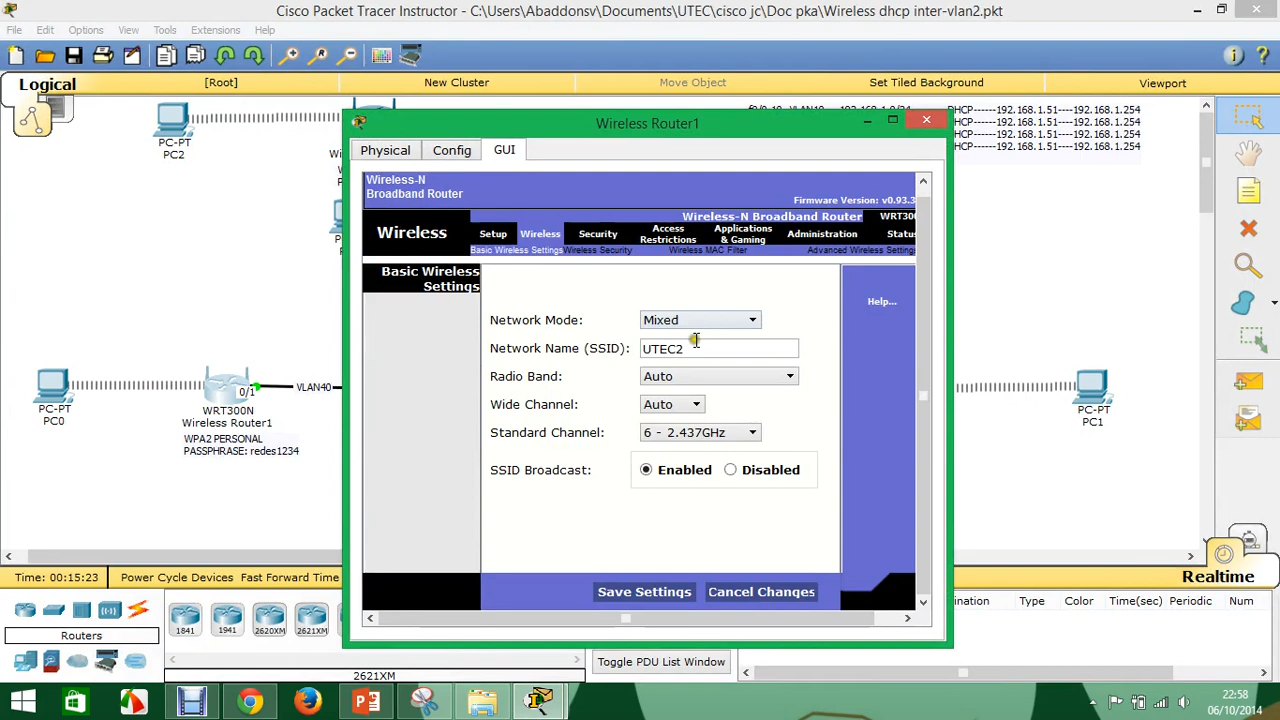 Cisco Packet Tracer Instructor - C:\Users\Abaddonsv\Documents\UTEC\cisco jc\Doc pka\Wireless dhcp inter-vlan2.pkt
File Edit Options View Tools Extensions Help
Logical [Root] New Cluster Move Object Set Tiled Background Viewport
PC-PT
PC2
HCP------192.168.1.51----192.168.1.254
HCP------192.168.1.51----192.168.1.254
HCP------192.168.1.51----192.168.1.254
HCP------192.168.1.51----192.168.1.254
Wireless Router1
Physical Config GUI
Wireless-N
Broadband Router
Firmware Version: v0.93.3
Wireless-N Broadband Router WRT300
Wireless
Setup Wireless Security Access Restrictions Applications & Gaming Administration Status
Basic Wireless Settings Wireless Security Wireless MAC Filter Advanced Wireless Settings
Basic Wireless
Settings
Help...
Network Mode: Mixed
Network Name (SSID): UTEC2
Radio Band: Auto
Wide Channel: Auto
Standard Channel: 6 - 2.437GHz
SSID Broadcast: Enabled Disabled
Save Settings Cancel Changes
PC-PT
PC0
0/1
VLAN40
WRT300N
Wireless Router1
WPA2 PERSONAL
PASSPHRASE: redes1234
PC-PT
PC1
Time: 00:15:23 Power Cycle Devices Fast Forward Time
Realtime
Routers
1841 1941 2620XM 2621XM
2621XM
Toggle PDU List Window
ination Type Color Time(sec) Periodic Num
22:58
06/10/2014